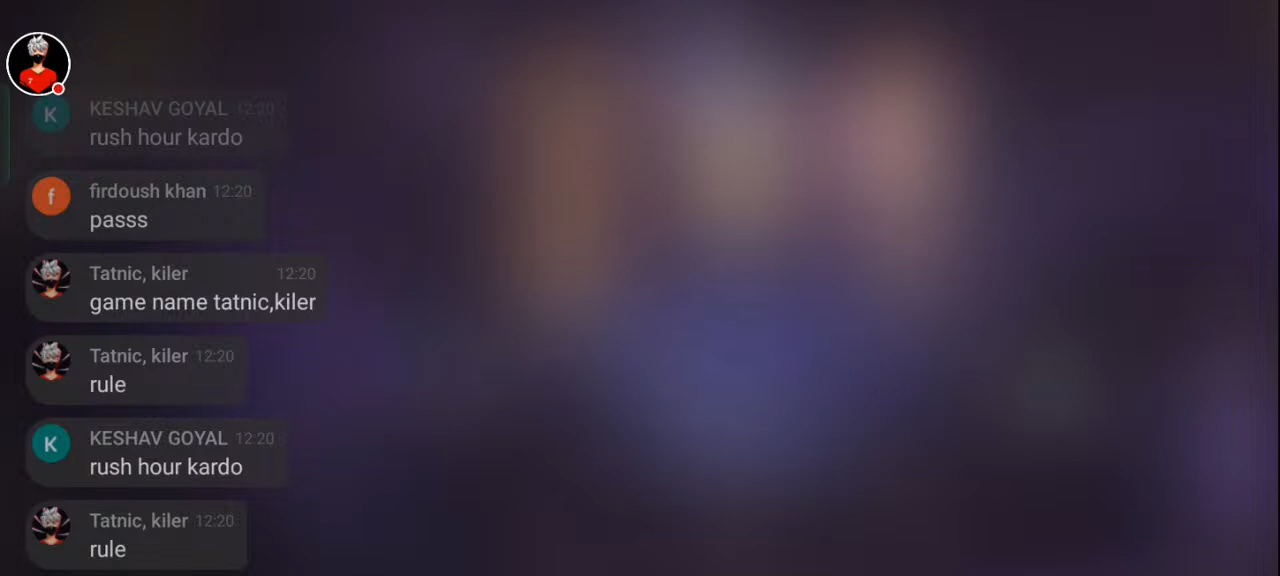 KESHAV GOYAL 12:20
rush hour kardo
f
firdoush khan 12:20
passs
Tatnic, kiler 12:20
game name tatnic,kiler
Tatnic, kiler 12:20
rule
K
KESHAV GOYAL 12:20
rush hour kardo
Tatnic, kiler 12:20
rule